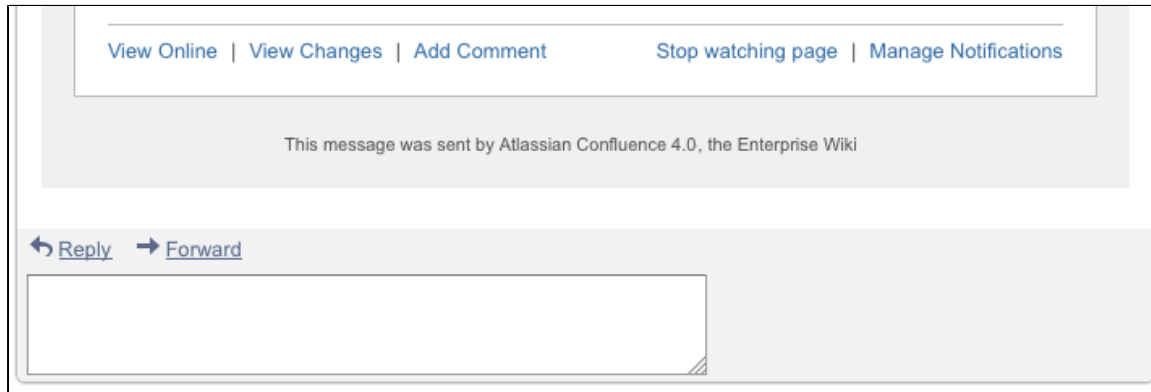 View Online | View Changes | Add Comment Stop watching page | Manage Notifications
This message was sent by Atlassian Confluence 4.0, the Enterprise Wiki
Reply Forward